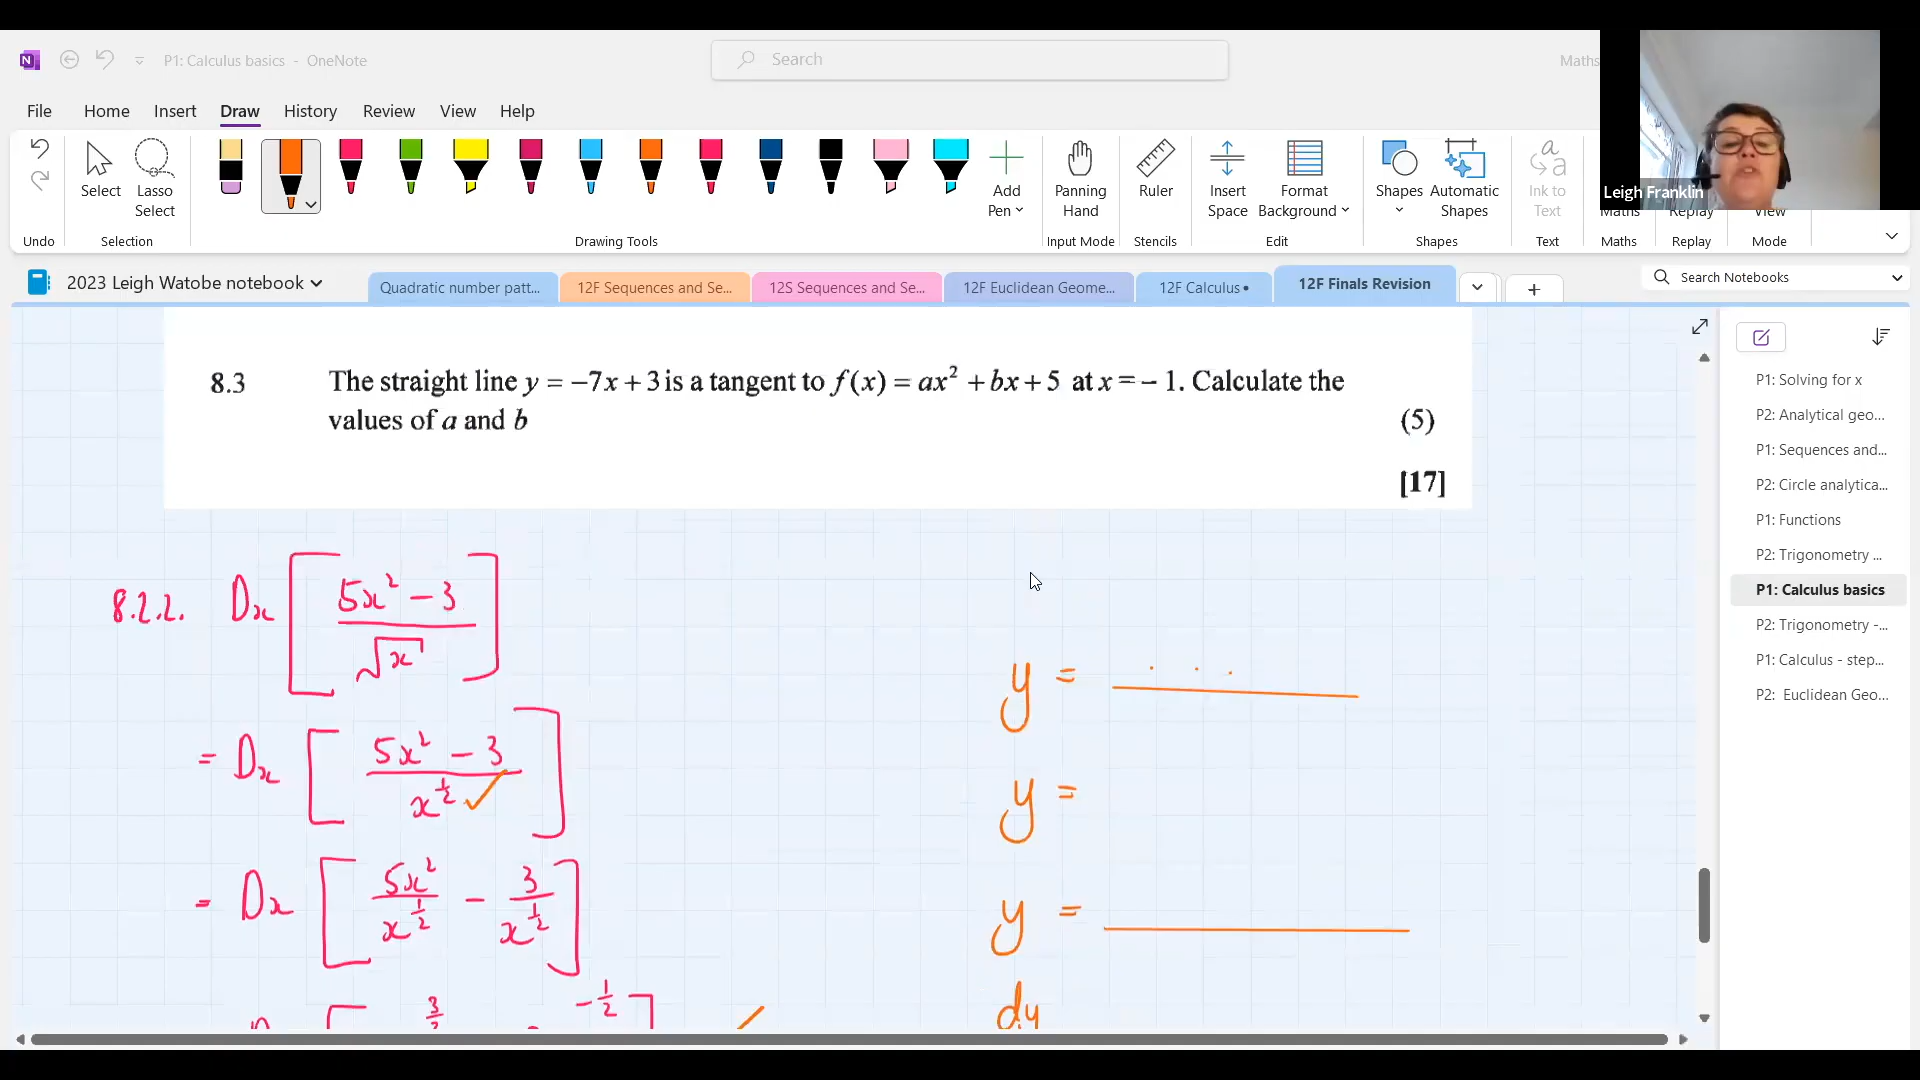 P1: Calculus basics - OneNote
Search
Maths
File Home Insert Draw History Review View Help
Undo
Select
Lasso Select
Selection
Drawing Tools
Add Pen
Panning Hand
Input Mode
Ruler
Stencils
Insert Space
Format Background
Edit
Shapes
Automatic Shapes
Shapes
Ink to Text
Text
Maths
Maths
Replay
Replay
View
Mode
Leigh Franklin
2023 Leigh Watobe notebook
Quadratic number patt...
12F Sequences and Se...
12S Sequences and Se...
12F Euclidean Geome...
12F Calculus•
12F Finals Revision
Search Notebooks
8.3 The straight line y = −7x + 3 is a tangent to f(x) = ax² + bx + 5 at x = − 1. Calculate the
values of a and b (5)
[17]
8.2.2. Dx [ (5x² − 3) / √x ]
= Dx [ (5x² − 3) / x^½ ] ✓
= Dx [ 5x² / x^½ − 3 / x^½ ]
y = . . .
y =
y =
dy
P1: Solving for x
P2: Analytical geo...
P1: Sequences and...
P2: Circle analytica...
P1: Functions
P2: Trigonometry ...
P1: Calculus basics
P2: Trigonometry -...
P1: Calculus - step...
P2: Euclidean Geo...